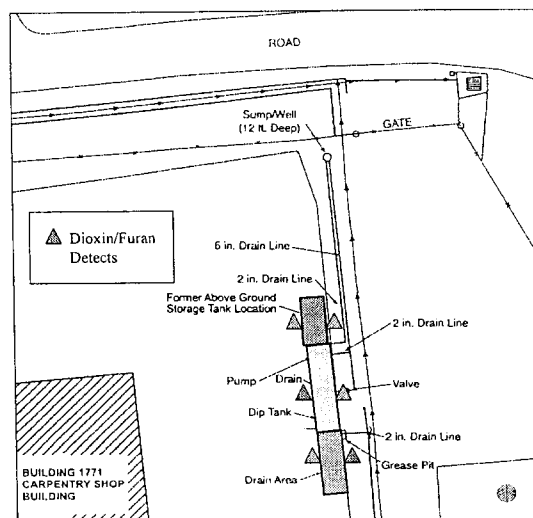 ROAD
Sump/Well
(12 ft. Deep)
GATE
Dioxin/Furan
Detects
6 in. Drain Line
2 in. Drain Line
Former Above Ground
Storage Tank Location
2 in. Drain Line
Pump
Drain
Valve
Dip Tank
2 in. Drain Line
Grease Pit
Drain Area
BUILDING 1771
CARPENTRY SHOP
BUILDING